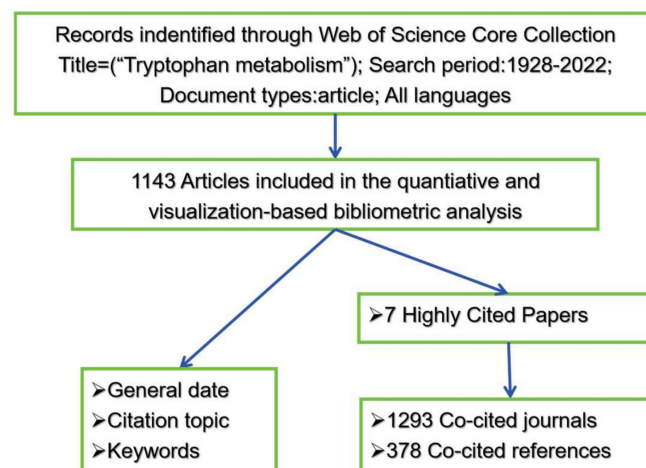 Records indentified through Web of Science Core Collection
Title=(“Tryptophan metabolism”); Search period:1928-2022;
Document types:article; All languages
1143 Articles included in the quantiative and
visualization-based bibliometric analysis
➢7 Highly Cited Papers
➢General date
➢Citation topic
➢Keywords
➢1293 Co-cited journals
➢378 Co-cited references